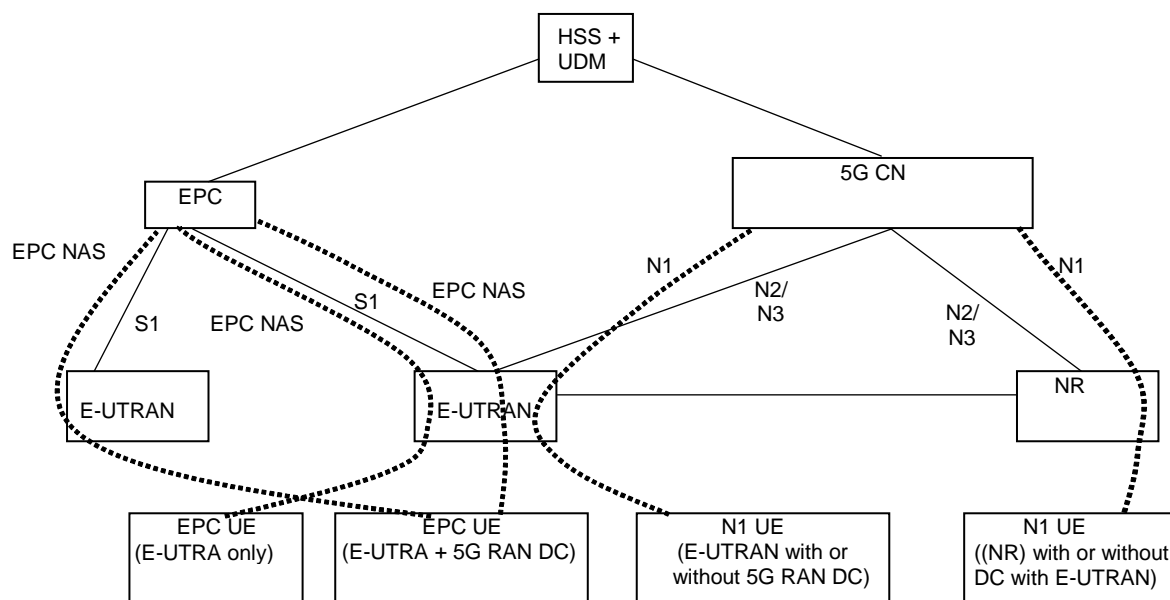 HSS +
UDM
EPC
5G CN
EPC NAS
S1
EPC NAS
S1
EPC NAS
N1
N2/
N3
N2/
N3
N1
E-UTRAN
E-UTRAN
NR
EPC UE
(E-UTRA only)
EPC UE
(E-UTRA + 5G RAN DC)
N1 UE
(E-UTRAN with or
without 5G RAN DC)
N1 UE
((NR) with or without
DC with E-UTRAN)